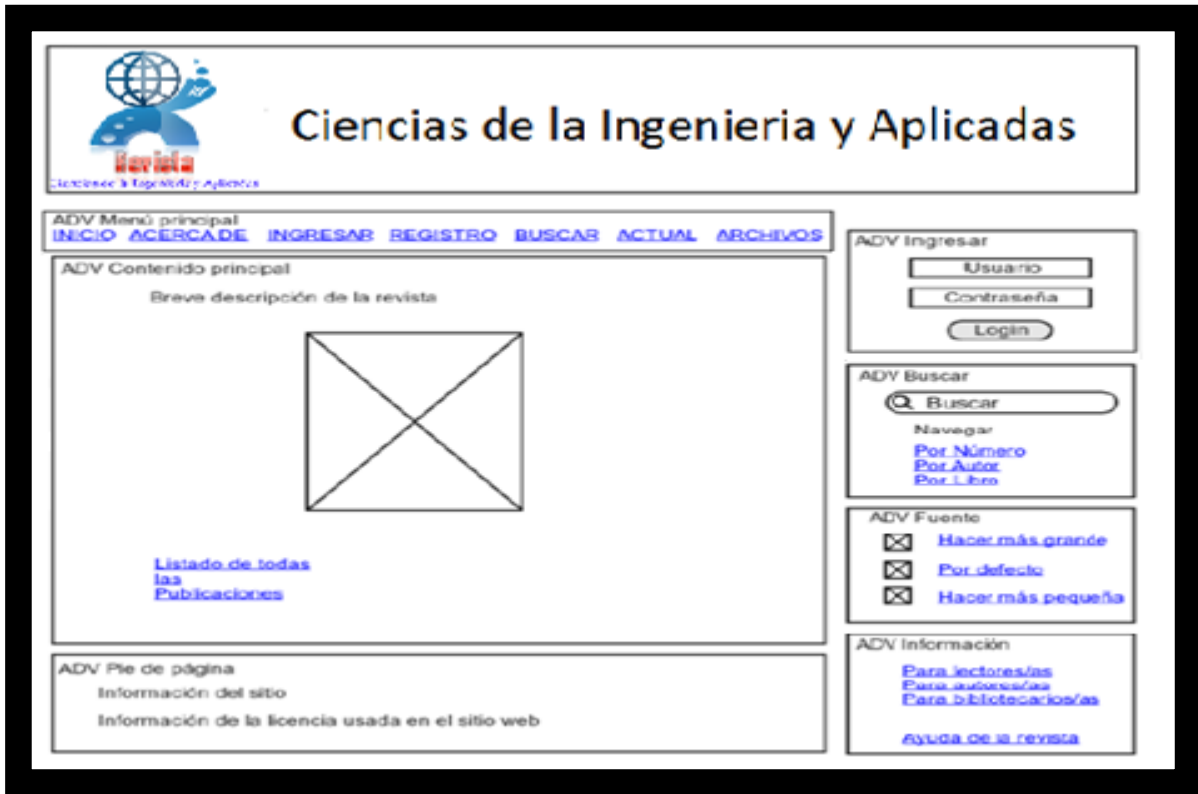 Ciencias de la Ingenieria y Aplicadas
Revista
ADV Menú principal
INICIO ACERCA DE INGRESAR REGISTRO BUSCAR ACTUAL ARCHIVOS
ADV Contenido principal
Breve descripción de la revista
Listado de todas
las
Publicaciones
ADV Pie de página
Información del sitio
Información de la licencia usada en el sitio web
ADV Ingresar
Usuario
Contraseña
Login
ADV Buscar
Buscar
Navegar
Por Número
Por Autor
Por Libro
ADV Fuente
Hacer más grande
Por defecto
Hacer más pequeña
ADV Información
Para lectores/as
Para autores/as
Para bibliotecarios/as
Ayuda de la revista